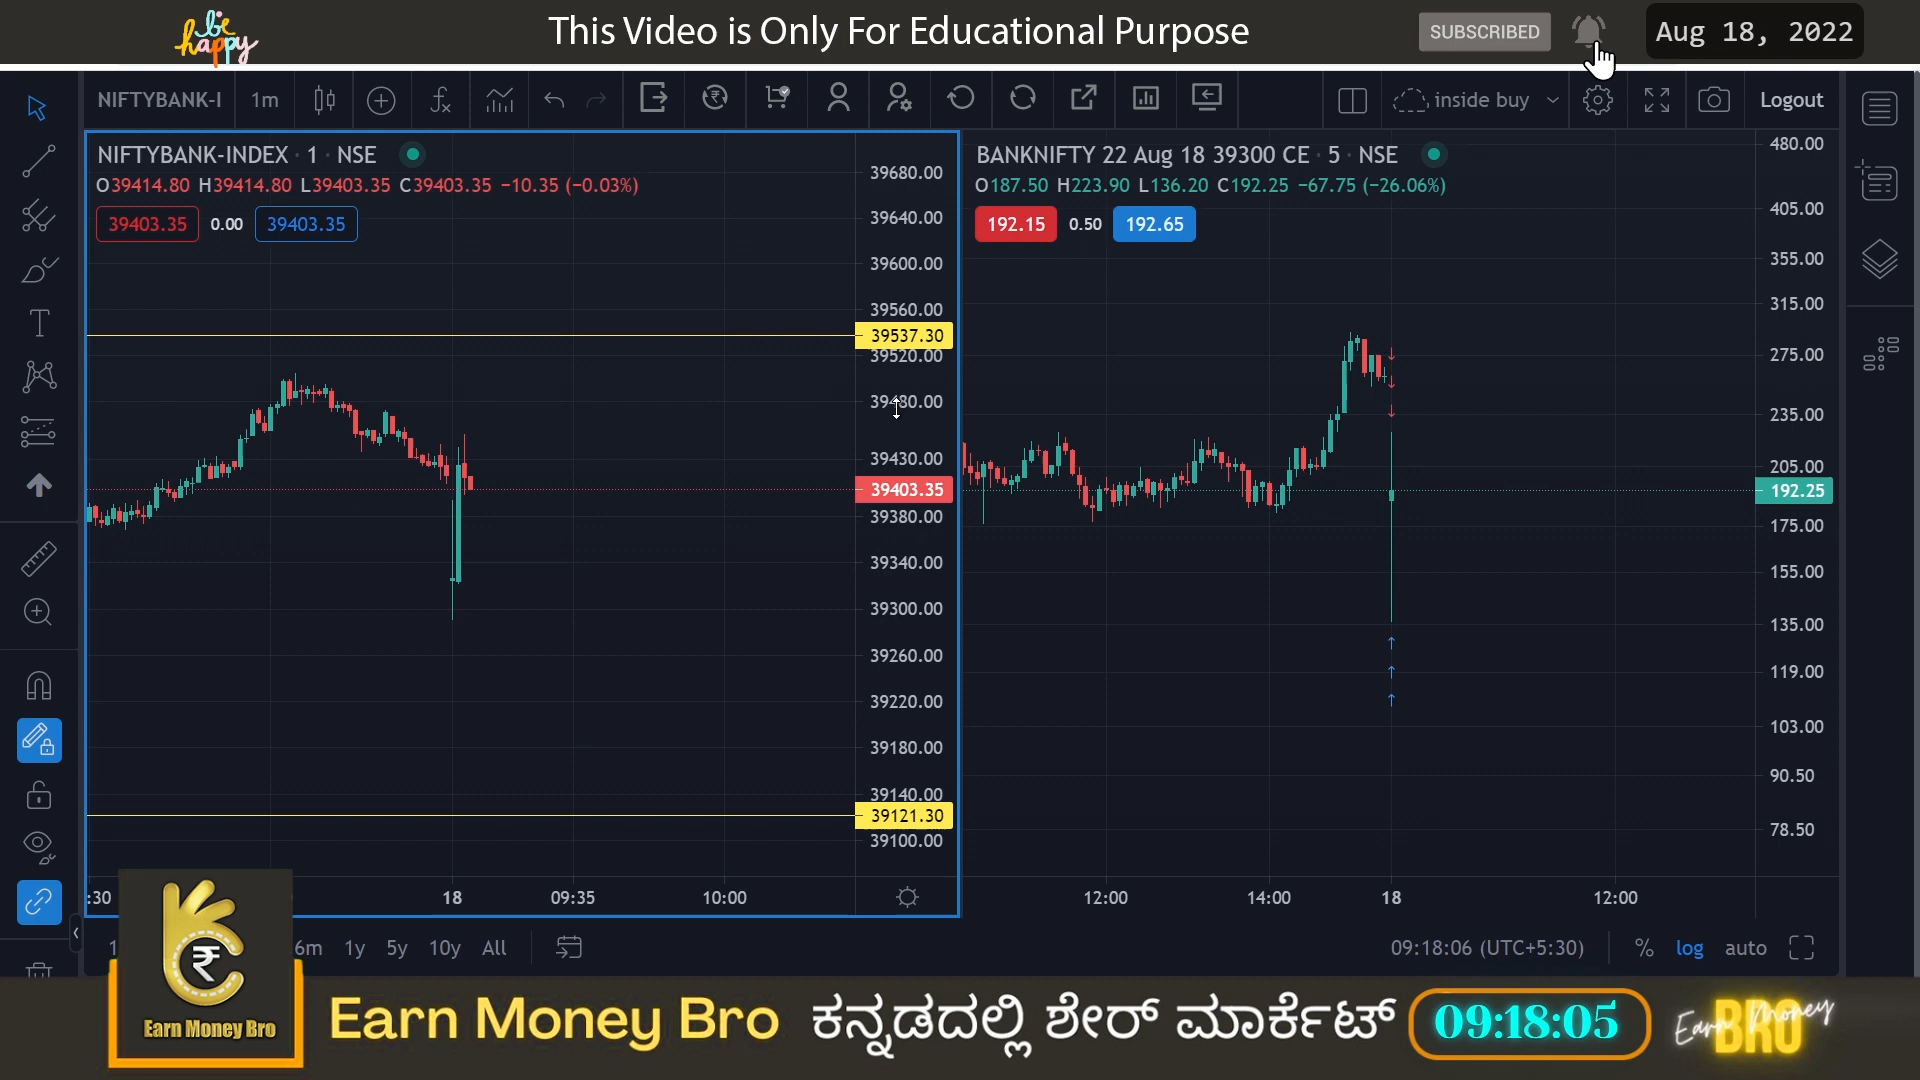 be happy
This Video is Only For Educational Purpose
SUBSCRIBED
Aug 18, 2022
NIFTYBANK-I 1m
inside buy
Logout
NIFTYBANK-INDEX · 1 · NSE
O39414.80 H39414.80 L39403.35 C39403.35 −10.35 (−0.03%)
39403.35 0.00 39403.35
39680.00
39640.00
39600.00
39560.00
39537.30
39520.00
39480.00
39430.00
39403.35
39380.00
39340.00
39300.00
39260.00
39220.00
39180.00
39140.00
39121.30
39100.00
:30 18 09:35 10:00
BANKNIFTY 22 Aug 18 39300 CE · 5 · NSE
O187.50 H223.90 L136.20 C192.25 −67.75 (−26.06%)
192.15 0.50 192.65
480.00
405.00
355.00
315.00
275.00
235.00
205.00
192.25
175.00
155.00
135.00
119.00
103.00
90.50
78.50
12:00 14:00 18 12:00
6m 1y 5y 10y All
09:18:06 (UTC+5:30) % log auto
Earn Money Bro
Earn Money Bro ಕನ್ನಡದಲ್ಲಿ ಶೇರ್ ಮಾರ್ಕೆಟ್ 09:18:05
Earn Money BRO